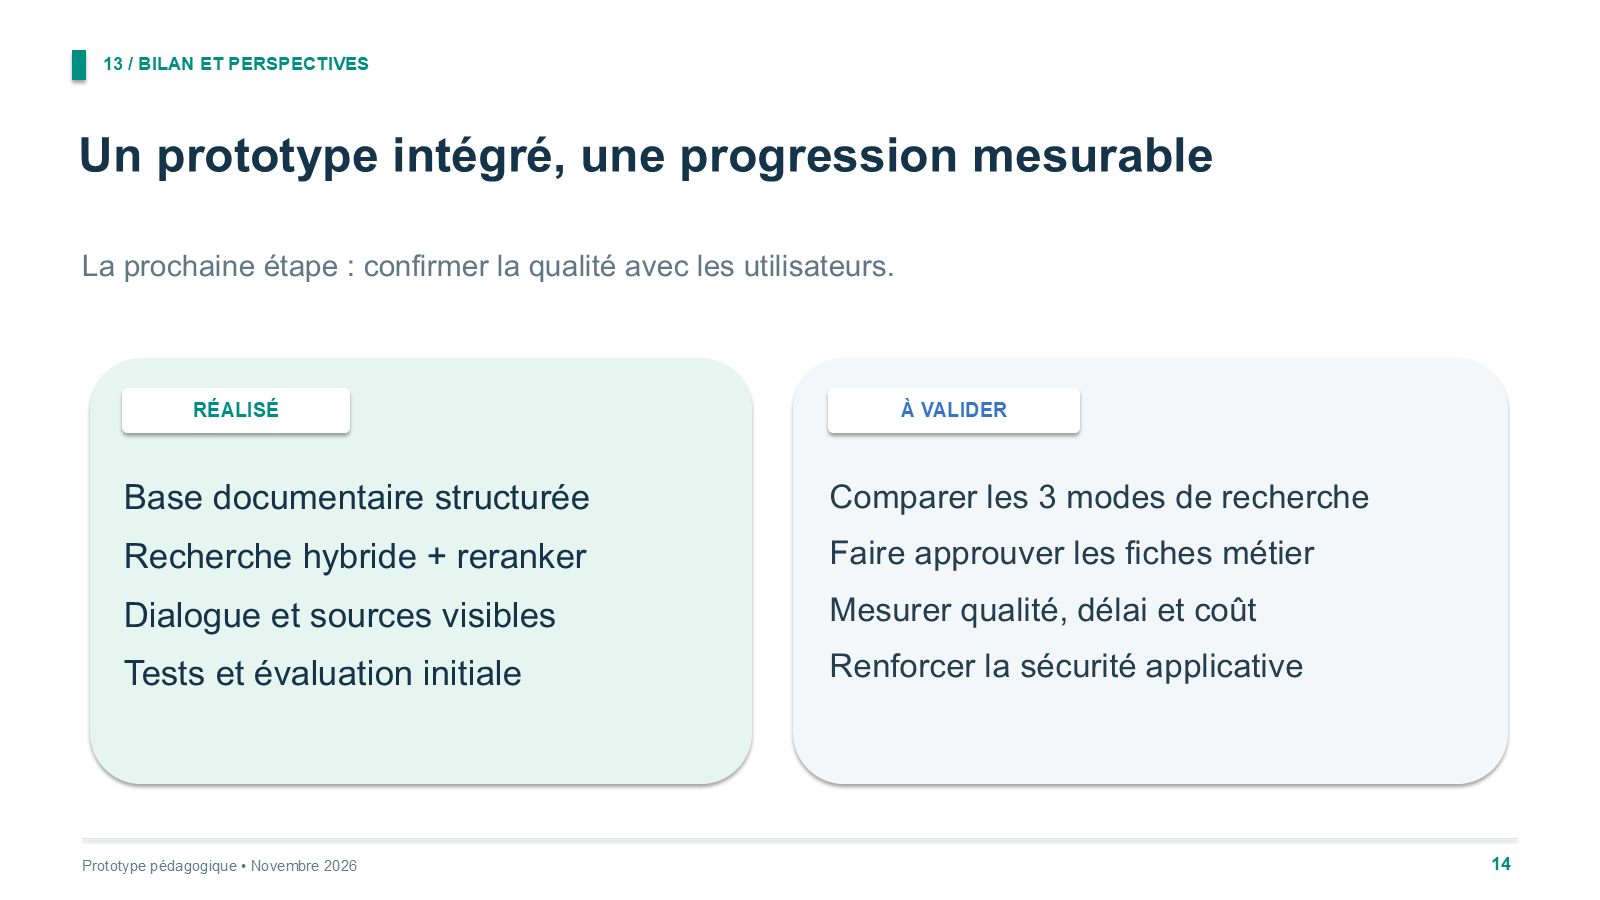 13 / BILAN ET PERSPECTIVES
Un prototype intégré, une progression mesurable
La prochaine étape : confirmer la qualité avec les utilisateurs.
RÉALISÉ
Base documentaire structurée
Recherche hybride + reranker
Dialogue et sources visibles
Tests et évaluation initiale
À VALIDER
Comparer les 3 modes de recherche
Faire approuver les fiches métier
Mesurer qualité, délai et coût
Renforcer la sécurité applicative
Prototype pédagogique • Novembre 2026
14